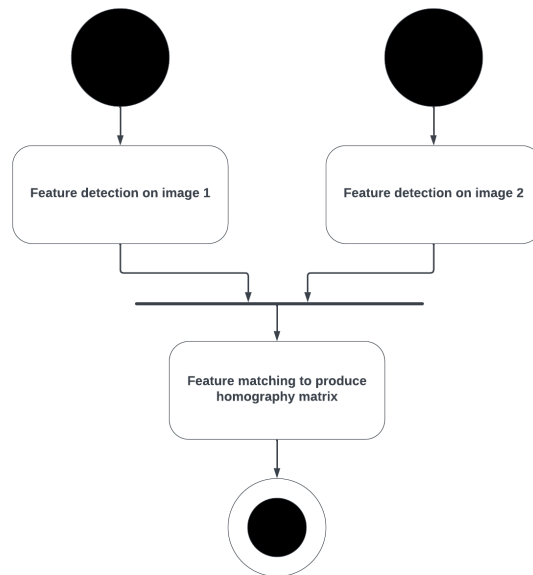 Feature detection on image 1
Feature detection on image 2
Feature matching to produce
homography matrix